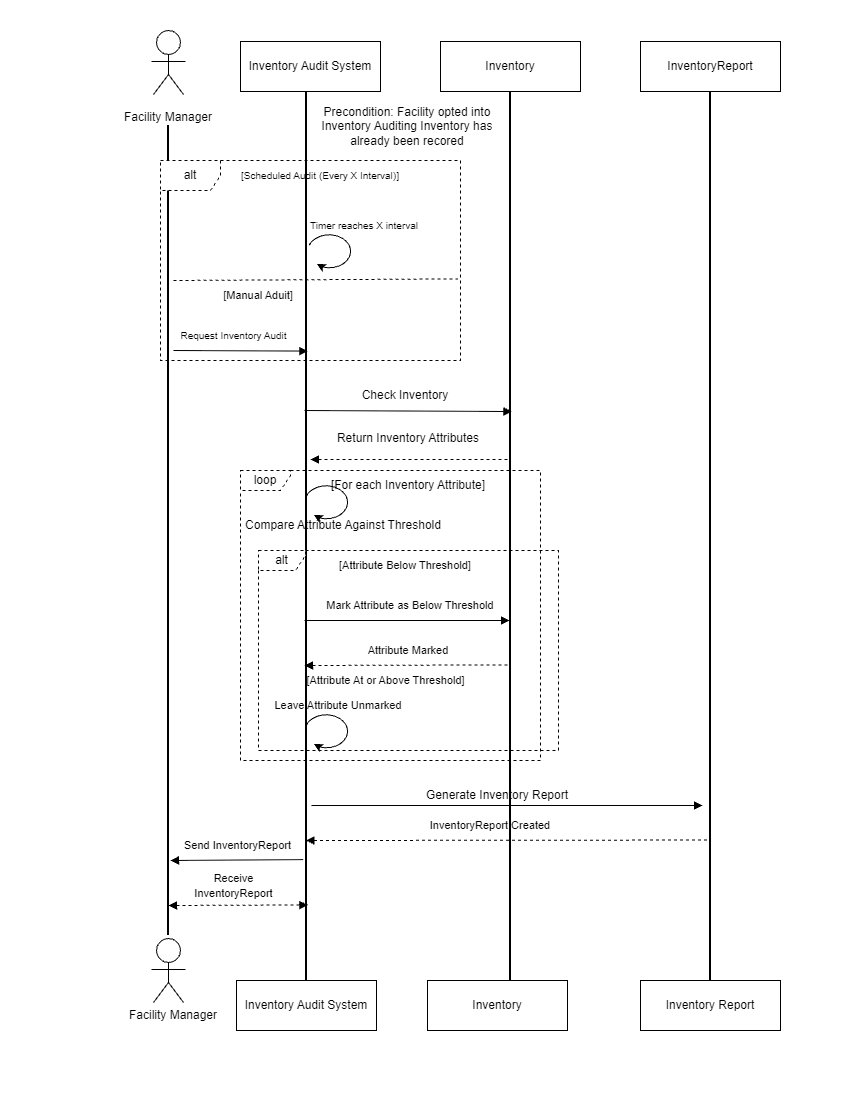 Facility Manager
Inventory Audit System
Inventory
InventoryReport
Precondition: Facility opted into
Inventory Auditing Inventory has
already been recored
alt
[Scheduled Audit (Every X Interval)]
Timer reaches X interval
[Manual Aduit]
Request Inventory Audit
Check Inventory
Return Inventory Attributes
loop
[For each Inventory Attribute]
Compare Attribute Against Threshold
alt
[Attribute Below Threshold]
Mark Attribute as Below Threshold
Attribute Marked
[Attribute At or Above Threshold]
Leave Attribute Unmarked
Generate Inventory Report
InventoryReport Created
Send InventoryReport
Receive
InventoryReport
Facility Manager
Inventory Audit System
Inventory
Inventory Report